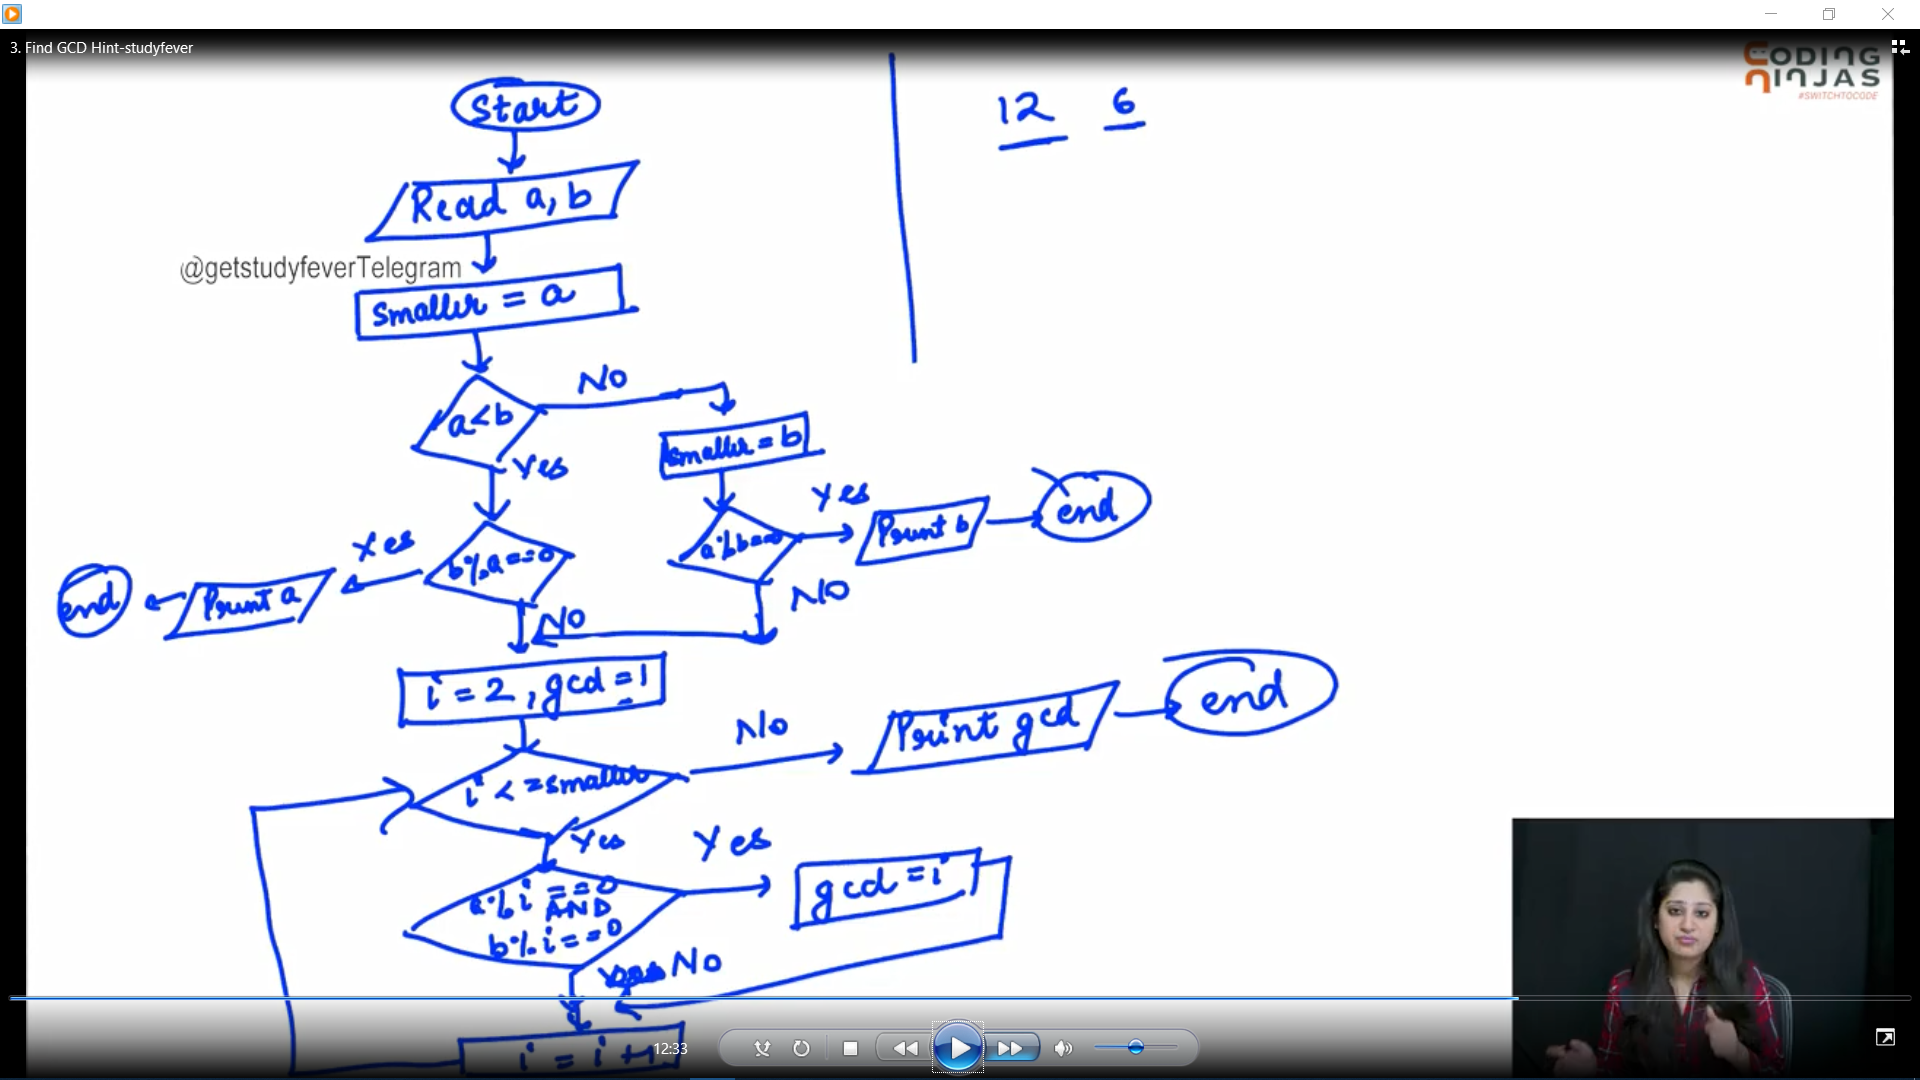 3. Find GCD Hint-studyfever
CODING
NINJAS
#SWITCHTOCODE
Start
12 6
Read a, b
@getstudyfeverTelegram
smaller = a
No
a<b
smaller = b
Yes
Yes
a%b==0
Print b
end
Yes
b%a==0
end
Print a
No
No
i = 2, gcd = 1
No
Print gcd
end
i <= smaller
Yes
Yes
a%i == 0
AND
b%i == 0
gcd = i
No
i = i + 1
12:33